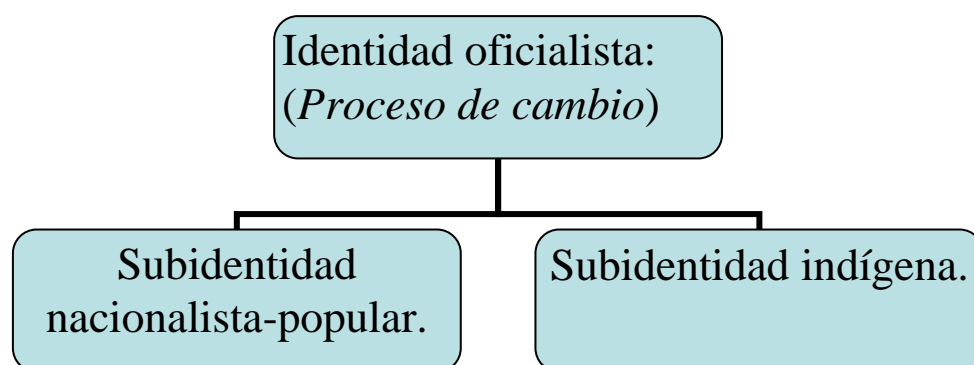 Identidad oficialista:
(Proceso de cambio)
Subidentidad
nacionalista-popular.
Subidentidad indígena.